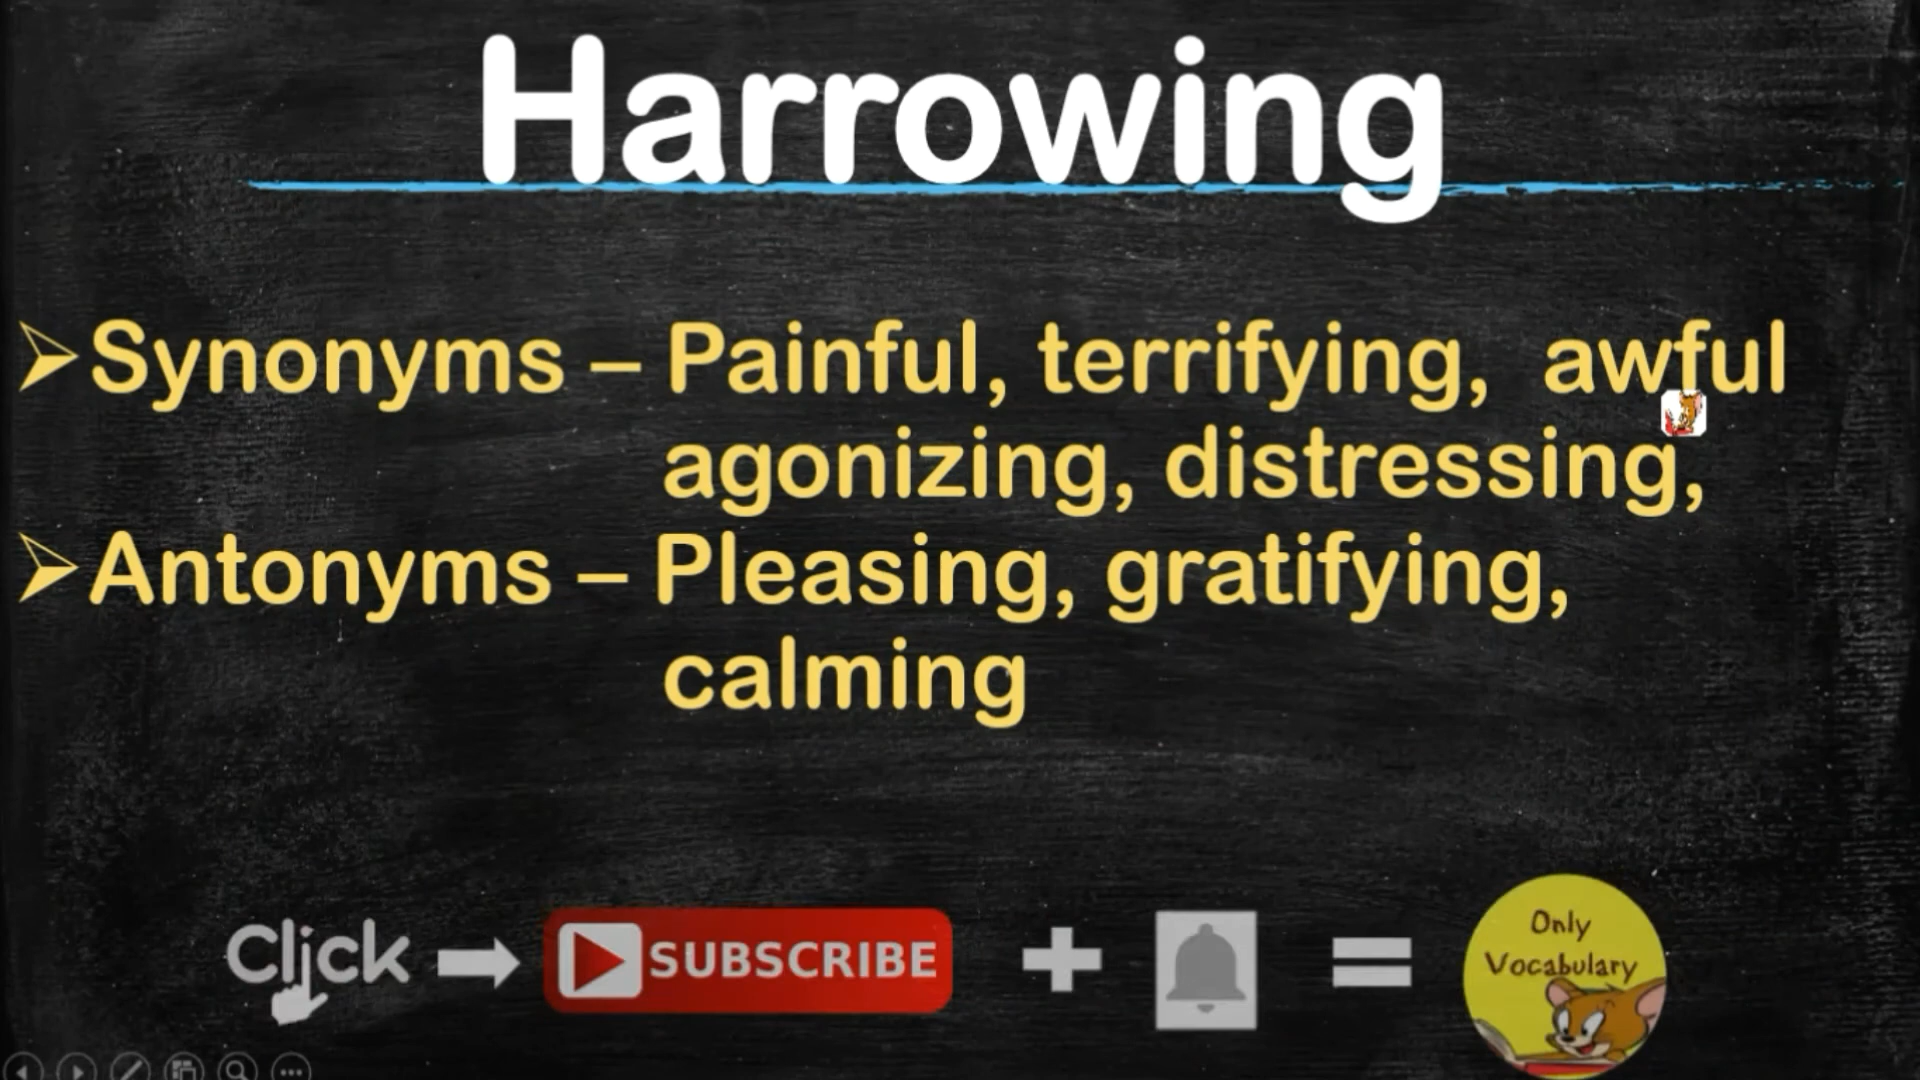 Harrowing
➢Synonyms – Painful, terrifying, awful
agonizing, distressing,
➢Antonyms – Pleasing, gratifying,
calming
Click SUBSCRIBE
Only
Vocabulary